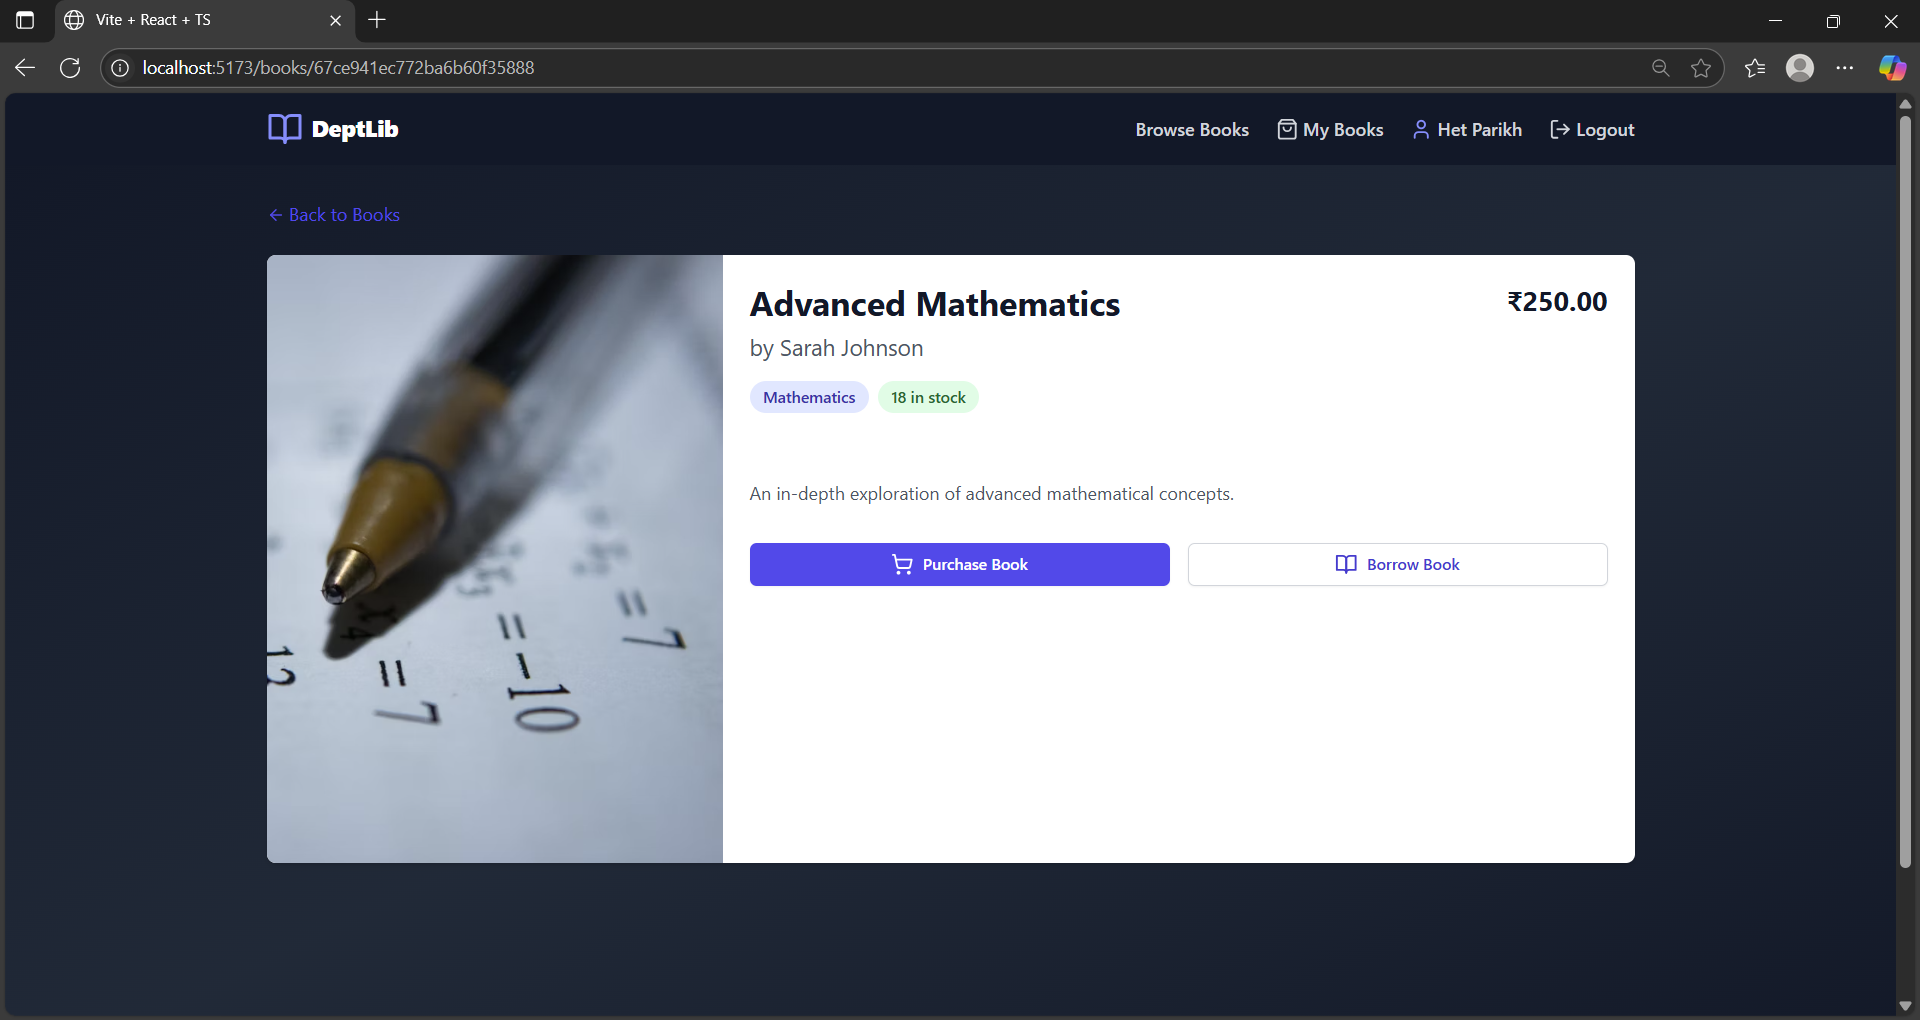 Vite + React + TS
localhost:5173/books/67ce941ec772ba6b60f35888
DeptLib
Browse Books
My Books
Het Parikh
Logout
← Back to Books
Advanced Mathematics
₹250.00
by Sarah Johnson
Mathematics
18 in stock
An in-depth exploration of advanced mathematical concepts.
Purchase Book
Borrow Book
= 7
= -10
= 7
12